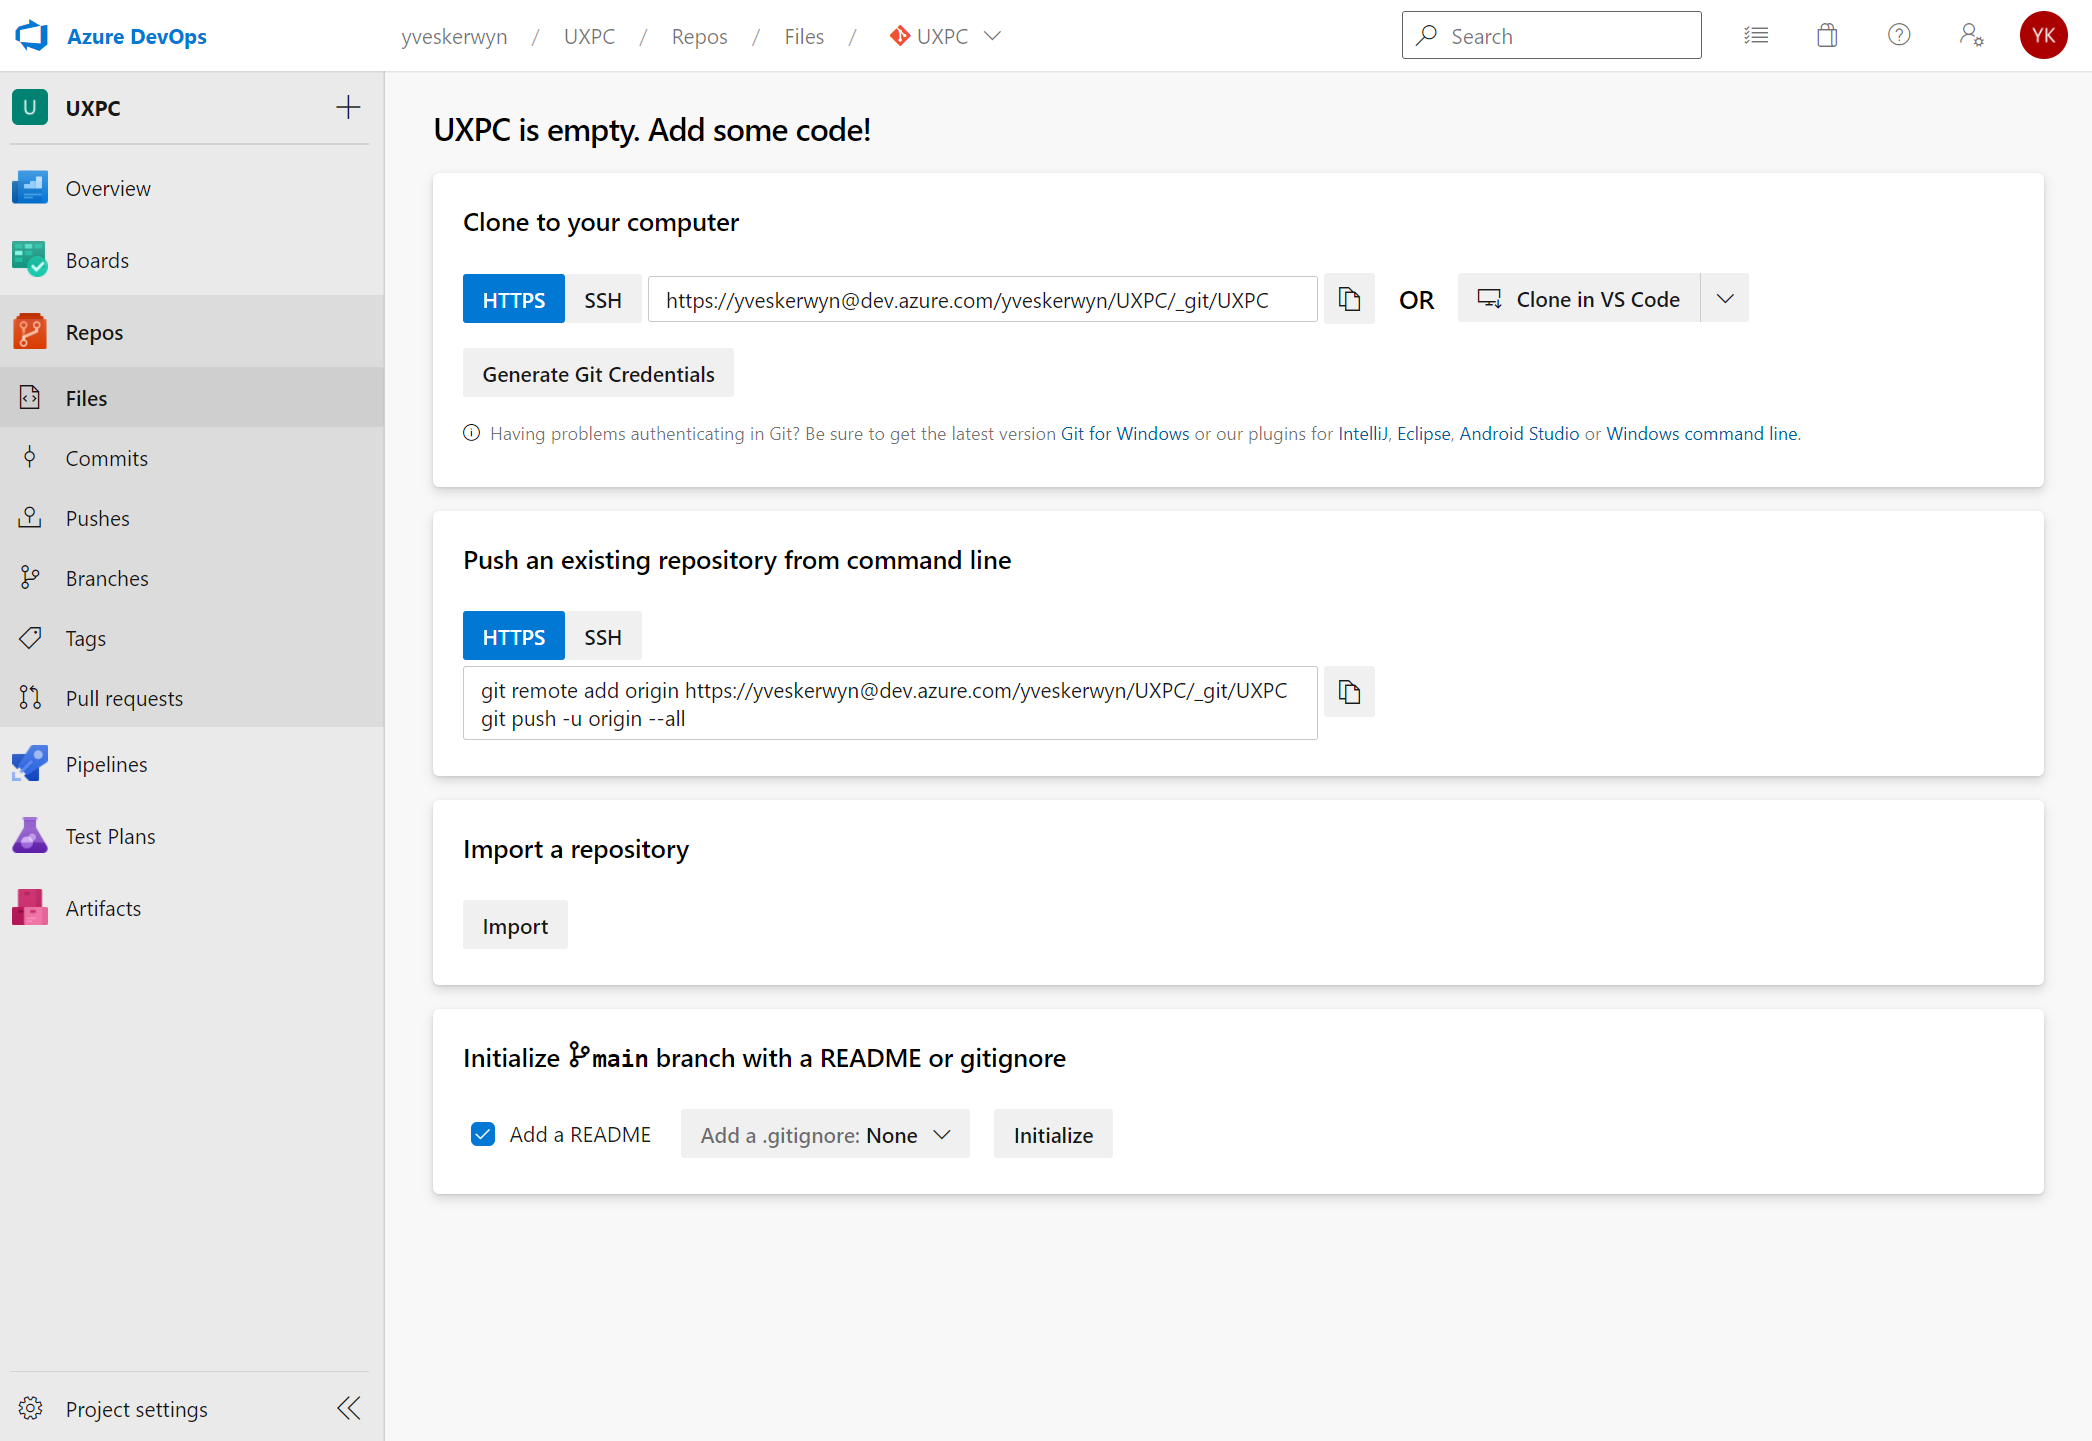 Azure DevOps
yveskerwyn / UXPC / Repos / Files / UXPC
Search
YK
U UXPC
Overview
Boards
Repos
Files
Commits
Pushes
Branches
Tags
Pull requests
Pipelines
Test Plans
Artifacts
Project settings
UXPC is empty. Add some code!
Clone to your computer
HTTPS SSH https://yveskerwyn@dev.azure.com/yveskerwyn/UXPC/_git/UXPC OR Clone in VS Code
Generate Git Credentials
Having problems authenticating in Git? Be sure to get the latest version Git for Windows or our plugins for IntelliJ, Eclipse, Android Studio or Windows command line.
Push an existing repository from command line
HTTPS SSH
git remote add origin https://yveskerwyn@dev.azure.com/yveskerwyn/UXPC/_git/UXPC
git push -u origin --all
Import a repository
Import
Initialize main branch with a README or gitignore
Add a README Add a .gitignore: None Initialize